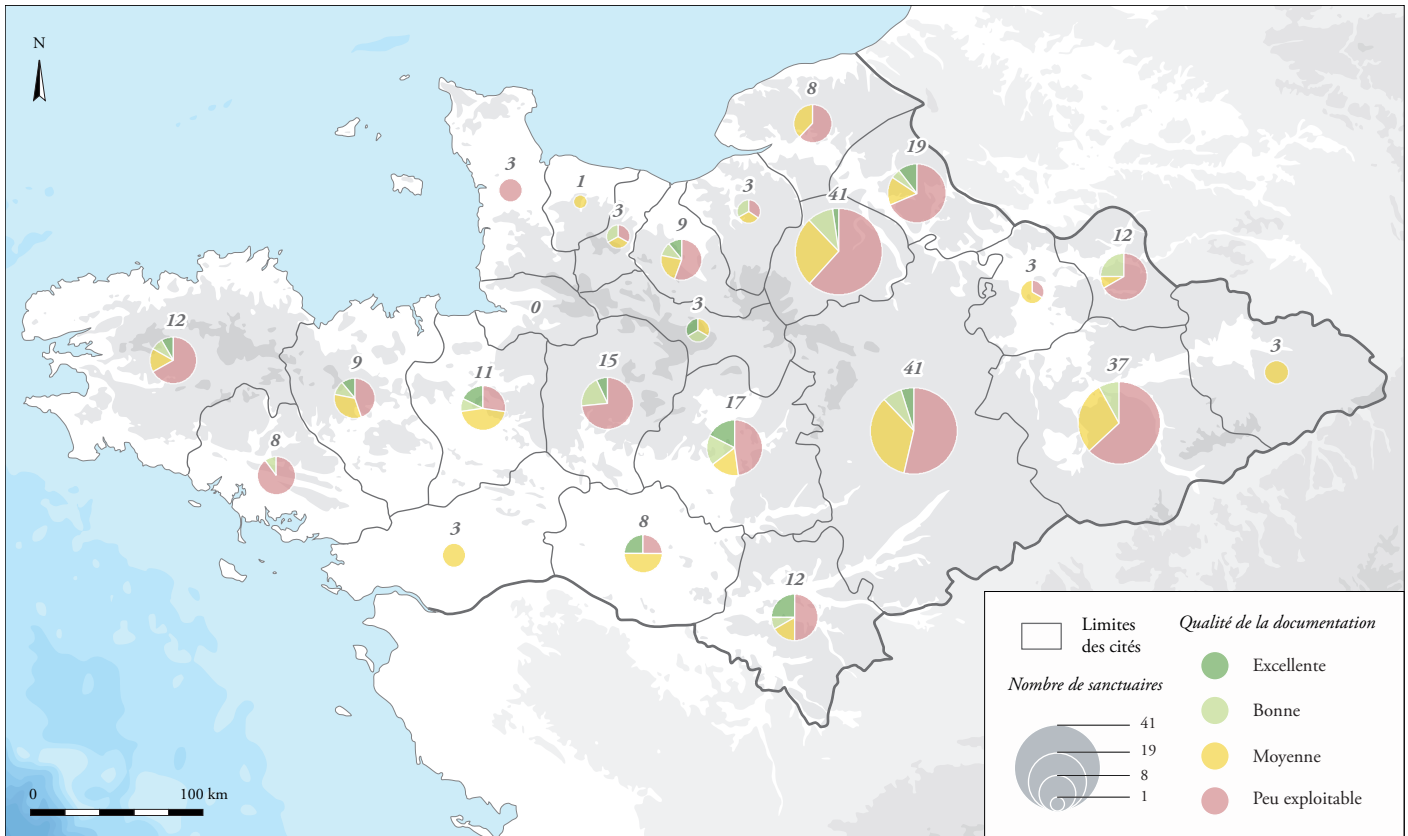 N
8
19
3
1
3
3
41
9
12
3
0
3
12
9
11
15
41
37
3
17
8
3
8
12
Limites
des cités
Nombre de sanctuaires
41
19
8
1
Qualité de la documentation
Excellente
Bonne
Moyenne
Peu exploitable
0
100 km